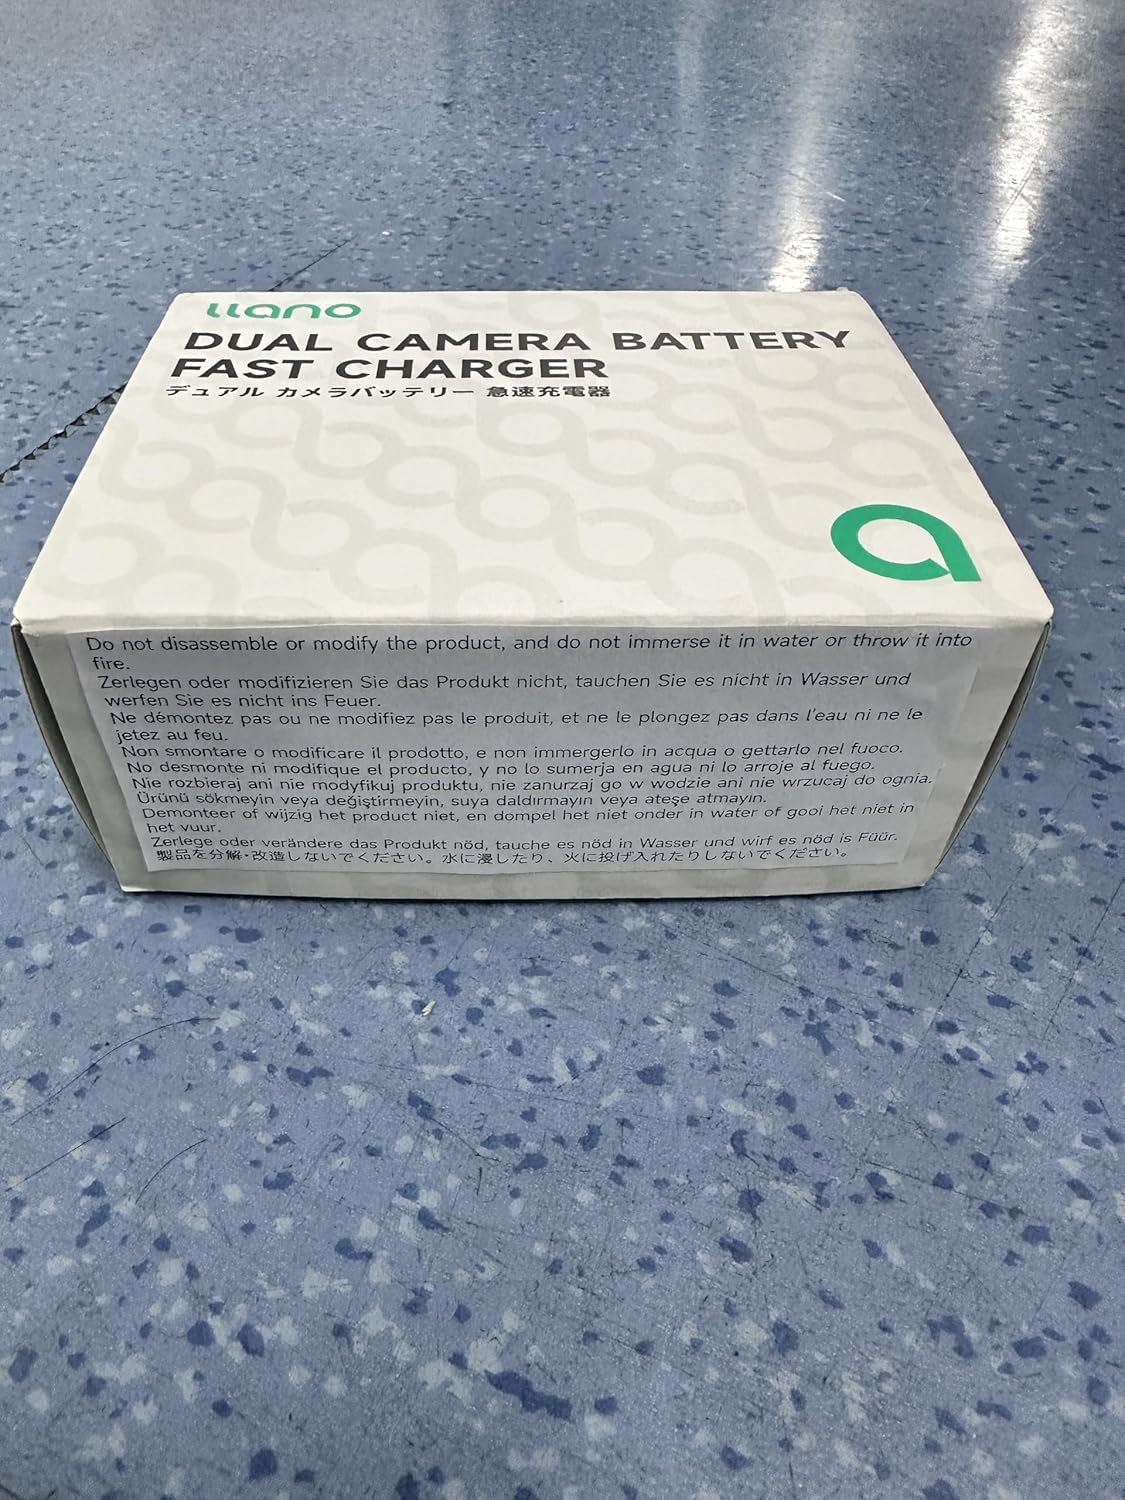 llano
DUAL CAMERA BATTERY
FAST CHARGER
デュアル カメラバッテリー 急速充電器
Do not disassemble or modify the product, and do not immerse it in water or throw it into
fire.
Zerlegen oder modifizieren Sie das Produkt nicht, tauchen Sie es nicht in Wasser und
werfen Sie es nicht ins Feuer.
Ne démontez pas ou ne modifiez pas le produit, et ne le plongez pas dans l'eau ni ne le
jetez au feu.
Non smontare o modificare il prodotto, e non immergerlo in acqua o gettarlo nel fuoco.
No desmonte ni modifique el producto, y no lo sumerja en agua ni lo arroje al fuego.
Nie rozbieraj ani nie modyfikuj produktu, nie zanurzaj go w wodzie ani nie wrzucaj do ognia.
Ürünü sökmeyin veya değiştirmeyin, suya daldırmayın veya ateşe atmayın.
Demonteer of wijzig het product niet, en dompel het niet onder in water of gooi het niet in
het vuur.
Zerlege oder verändere das Produkt nöd, tauche es nöd in Wasser und wirf es nöd is Füür.
製品を分解・改造しないでください。水に浸したり、火に投げ入れたりしないでください。